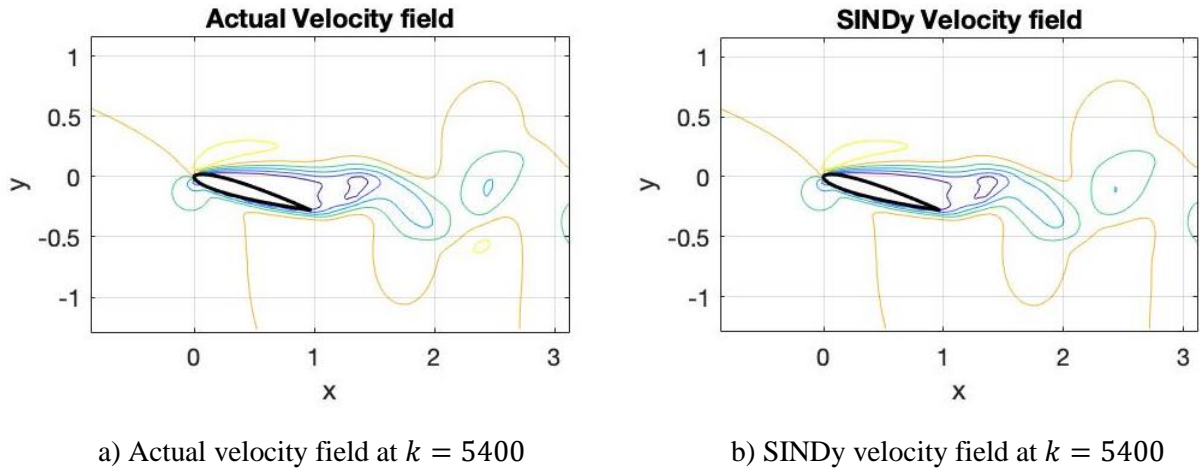 Actual Velocity field
1
0.5
0
-0.5
-1
y
0
1
2
3
x
SINDy Velocity field
1
0.5
0
-0.5
-1
y
0
1
2
3
x
a) Actual velocity field at k = 5400
b) SINDy velocity field at k = 5400